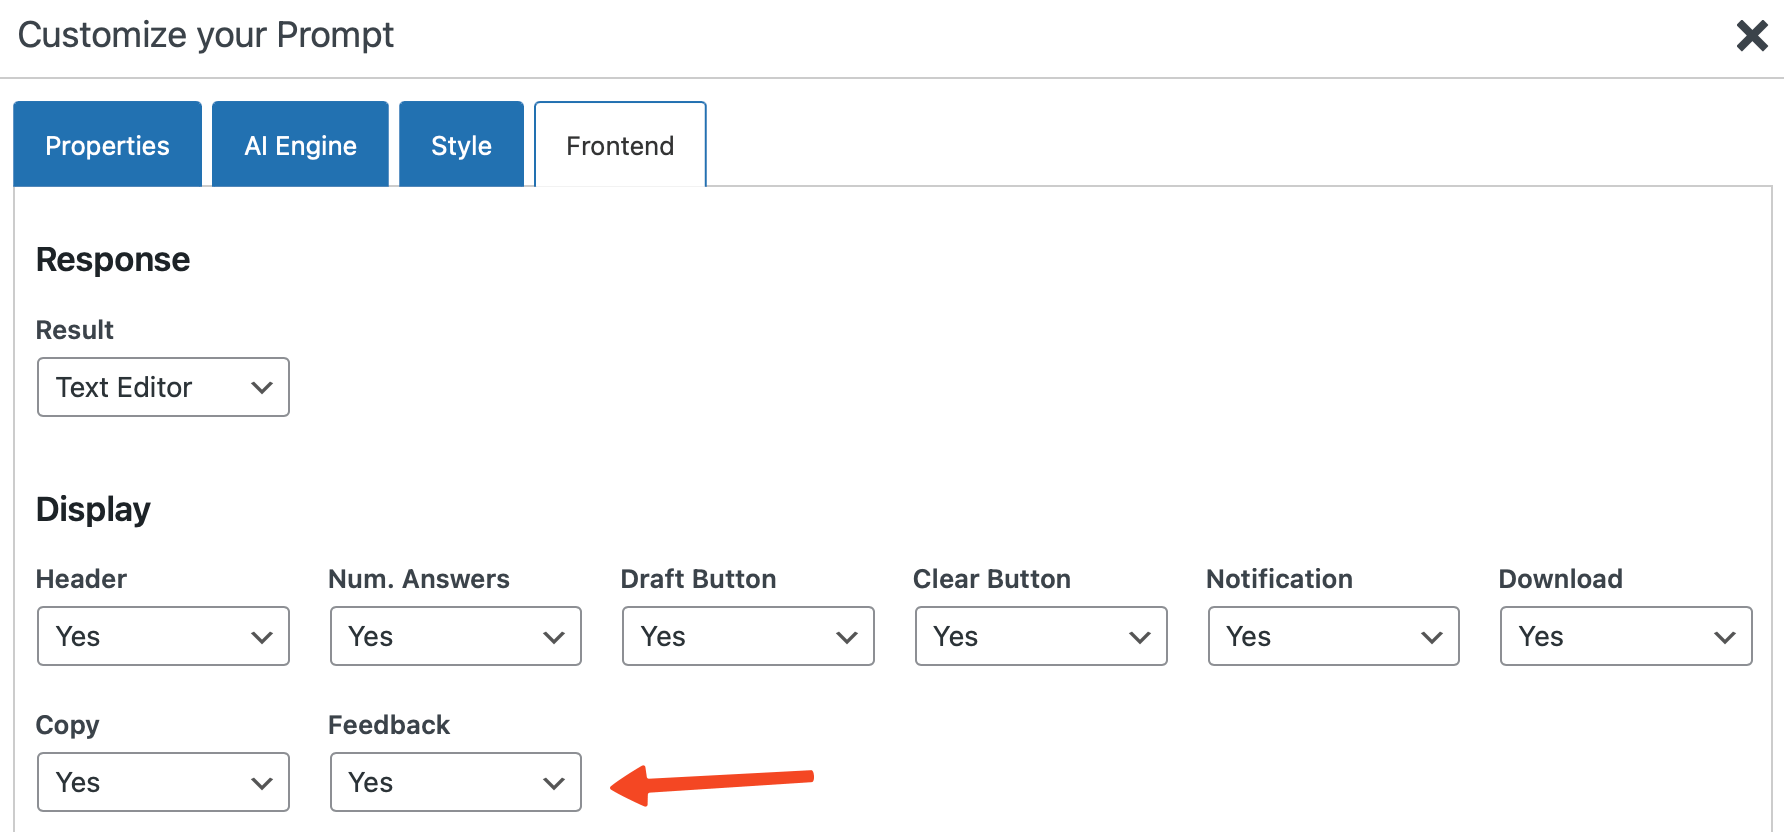 Customize your Prompt
Properties AI Engine Style Frontend
Response
Result
Text Editor
Display
Header Num. Answers Draft Button Clear Button Notification Download
Yes Yes Yes Yes Yes Yes
Copy Feedback
Yes Yes